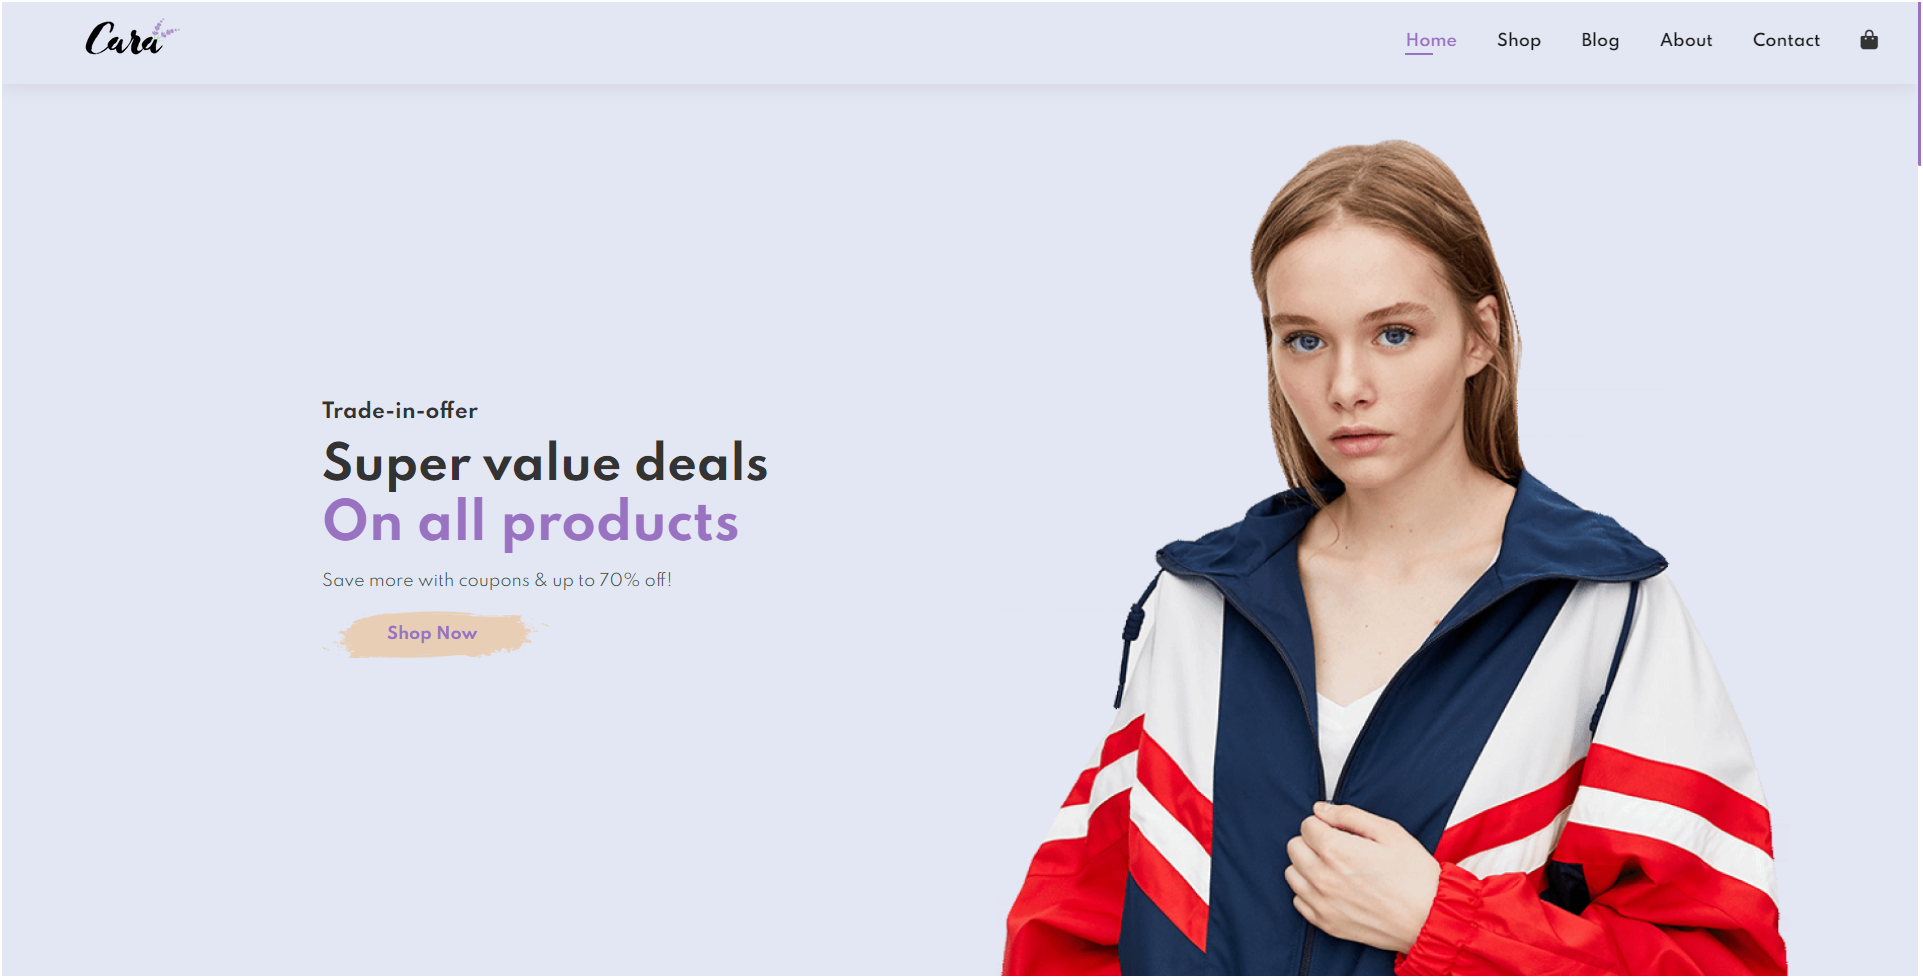 Cara
Home Shop Blog About Contact
Trade-in-offer
Super value deals
On all products
Save more with coupons & up to 70% off!
Shop Now